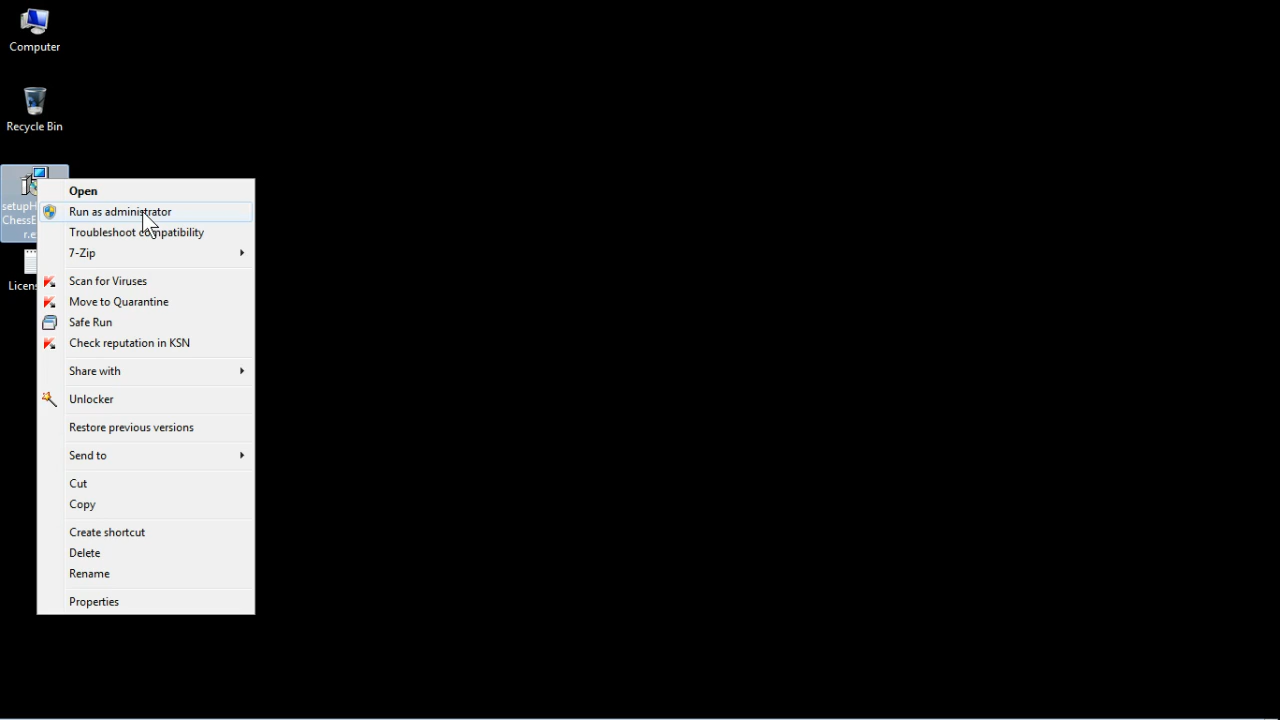 Computer
Recycle Bin
Open
Run as administrator
Troubleshoot compatibility
7-Zip
Scan for Viruses
Move to Quarantine
Safe Run
Check reputation in KSN
Share with
Unlocker
Restore previous versions
Send to
Cut
Copy
Create shortcut
Delete
Rename
Properties